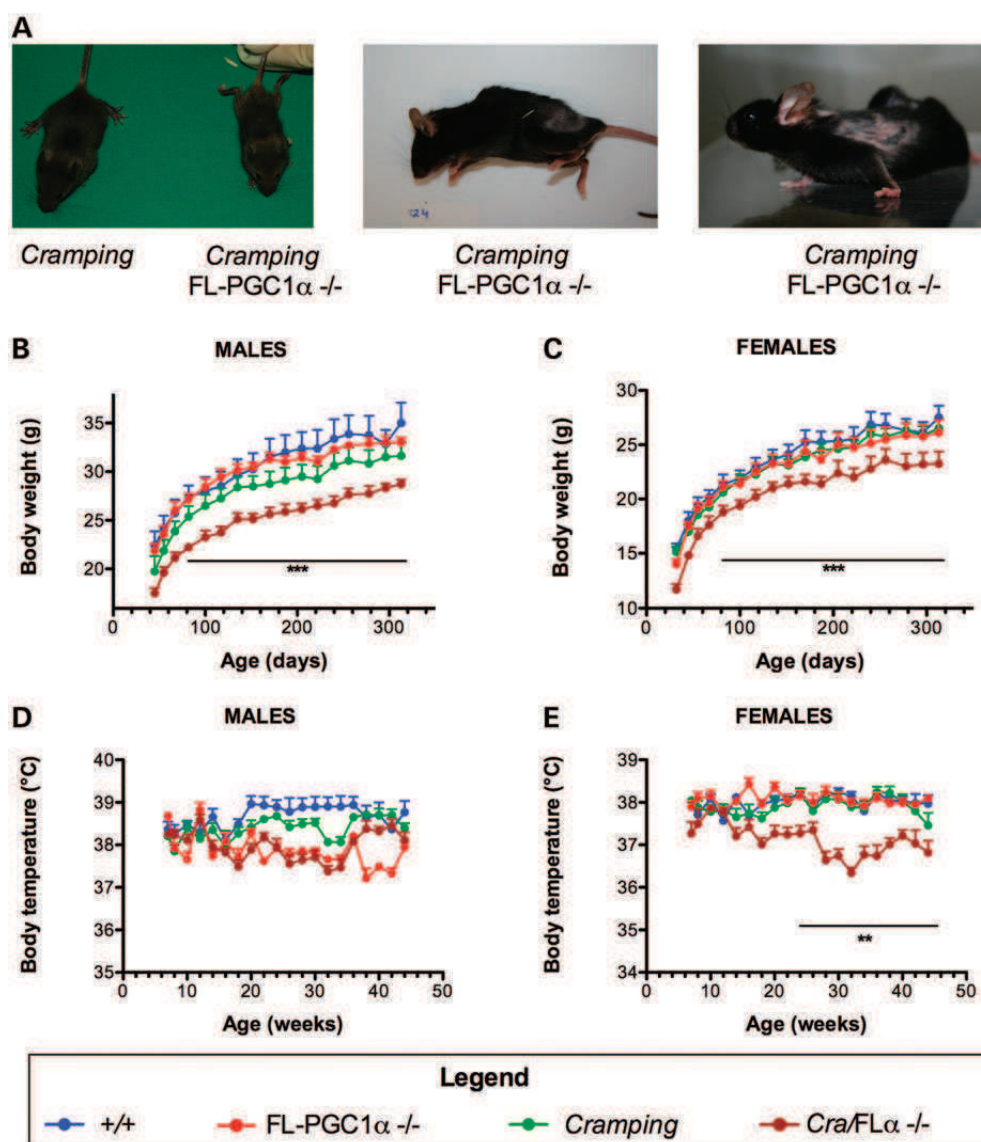 A
Cramping
Cramping
FL-PGC1α -/-
Cramping
FL-PGC1α -/-
Cramping
FL-PGC1α -/-
B
MALES
Body weight (g)
35
30
25
20
0
100
200
300
Age (days)
***
C
FEMALES
Body weight (g)
30
25
20
15
10
0
100
200
300
Age (days)
***
D
MALES
Body temperature (°C)
40
39
38
37
36
35
0
10
20
30
40
50
Age (weeks)
E
FEMALES
Body temperature (°C)
39
38
37
36
35
34
0
10
20
30
40
50
Age (weeks)
**
Legend
+/+
FL-PGC1α -/-
Cramping
Cra/FLα -/-